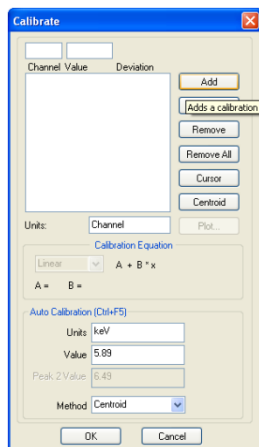 Calibrate
Channel Value Deviation
Add
Adds a calibration
Remove
Remove All
Cursor
Centroid
Units: Channel Plot...
Calibration Equation
Linear A + B * x
A = B =
Auto Calibration (Ctrl+F5)
Units keV
Value 5.89
Peak 2 Value 6.49
Method Centroid
OK Cancel